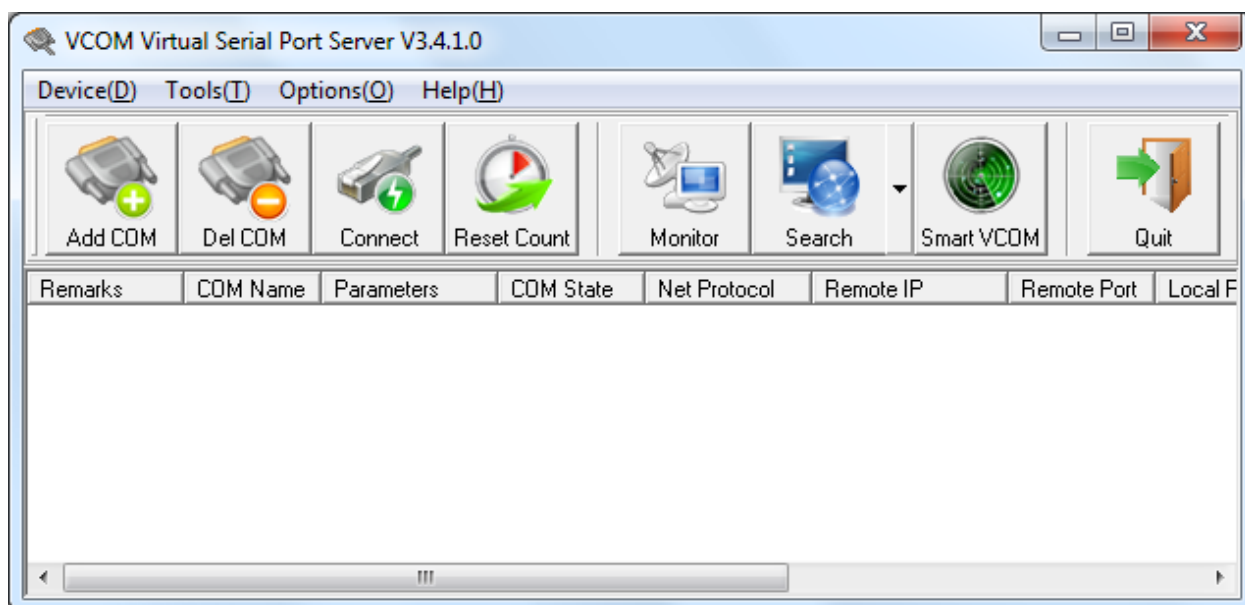 VCOM Virtual Serial Port Server V3.4.1.0
Device(D) Tools(T) Options(O) Help(H)
Add COM Del COM Connect Reset Count Monitor Search Smart VCOM Quit
Remarks COM Name Parameters COM State Net Protocol Remote IP Remote Port Local